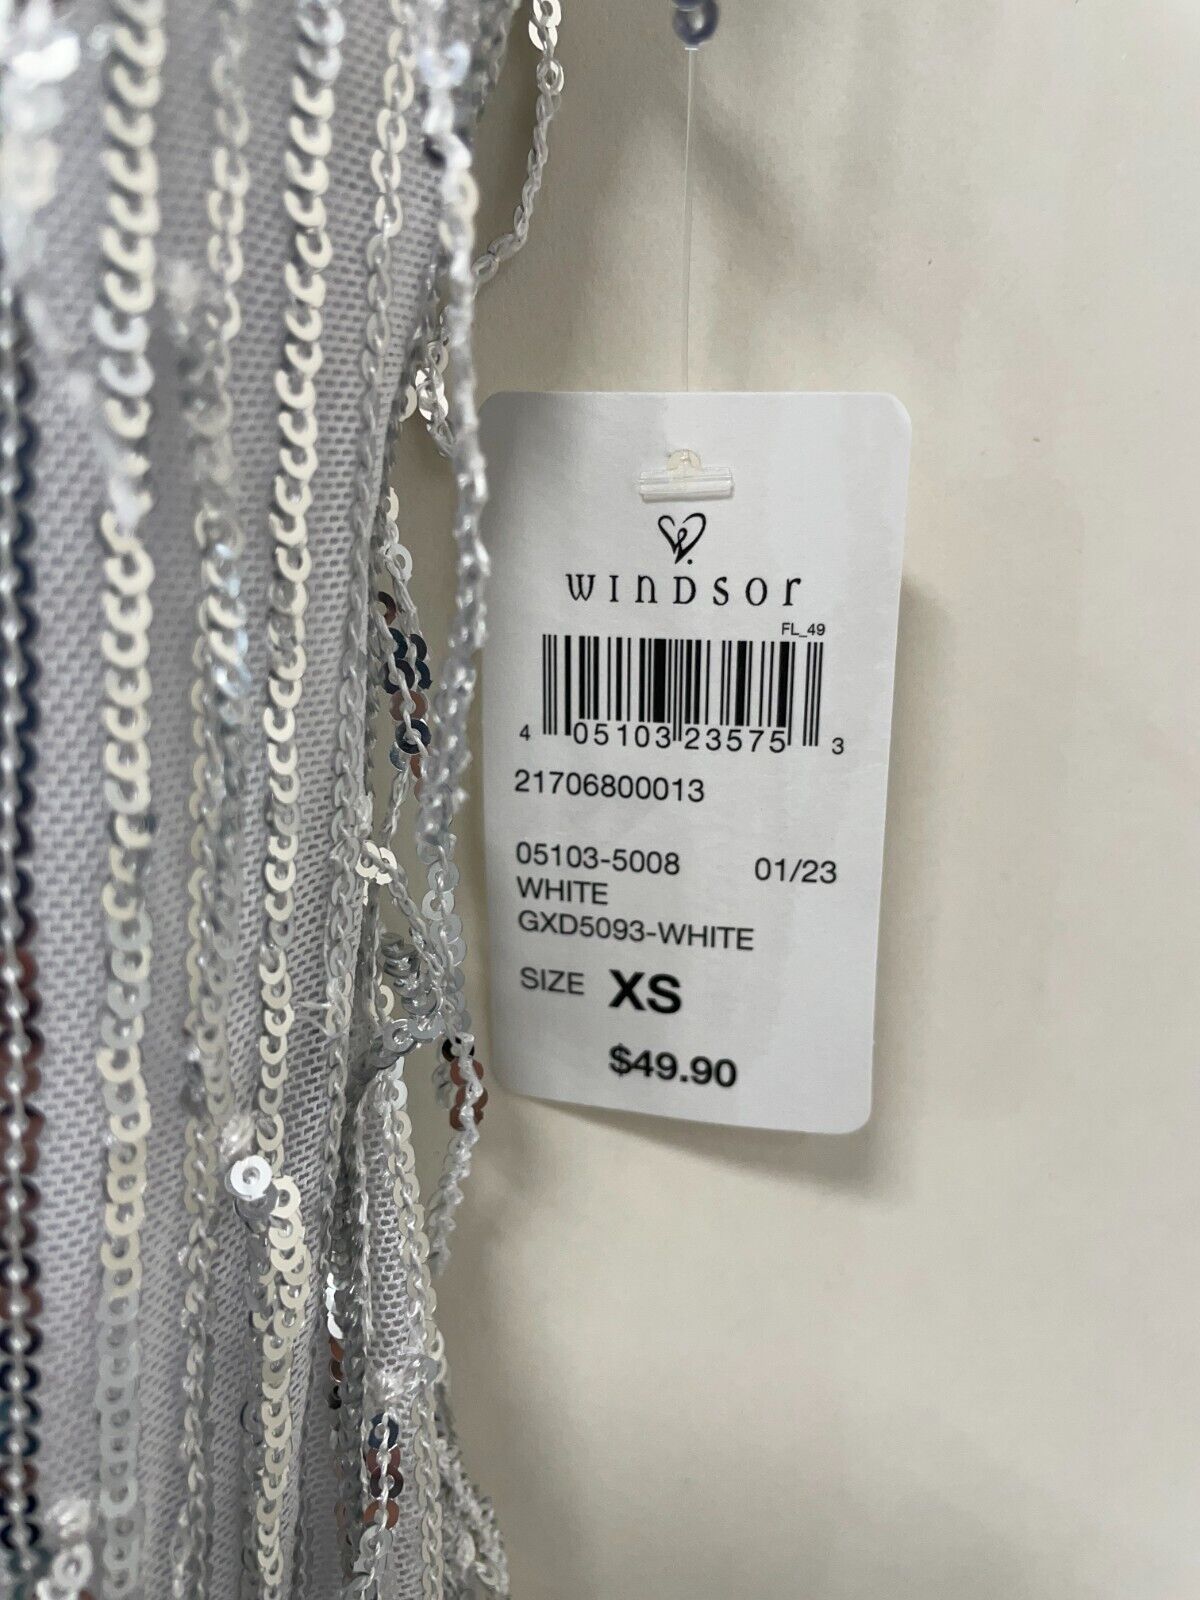 WINDSOR
FL_49
4 05103 23575 3
21706800013
05103-5008 01/23
WHITE
GXD5093-WHITE
SIZE XS
$49.90